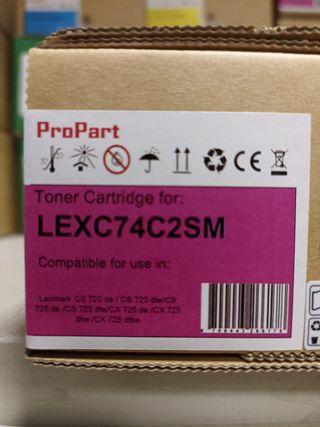 ProPart
CE
Toner Cartridge for:
LEXC74C2SM
Compatible for use in:
Lexmark CS 720 de / CS 720 dte/CS
725 de /CS 725 dte/CX 725 de /CX 725
dhe /CX 725 dthe